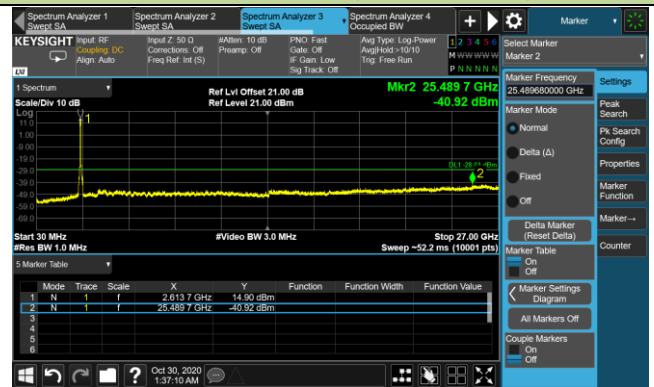 Spectrum Analyzer 1
Swept SA
Spectrum Analyzer 2
Swept SA
Spectrum Analyzer 3
Swept SA
Spectrum Analyzer 4
Occupied BW
+
Marker
KEYSIGHT
LXI
Input: RF
Coupling: DC
Align: Auto
Input Z: 50 Ω
Corrections: Off
Freq Ref: Int (S)
#Atten: 10 dB
Preamp: Off
PNO: Fast
Gate: Off
IF Gain: Low
Sig Track: Off
Avg Type: Log-Power
Avg|Hold:>10/10
Trig: Free Run
1 2 3 4 5 6
M W W W W W
P N N N N N
Select Marker
Marker 2
1 Spectrum
Scale/Div 10 dB
Log
Ref Lvl Offset 21.00 dB
Ref Level 21.00 dBm
Mkr2 25.489 7 GHz
-40.92 dBm
11.0
1.00
-9.00
-19.0
-29.0
-39.0
-49.0
-59.0
-69.0
1
2
Start 30 MHz
#Res BW 1.0 MHz
#Video BW 3.0 MHz
Stop 27.00 GHz
Sweep ~52.2 ms (10001 pts)
5 Marker Table
Mode Trace Scale X Y Function Function Width Function Value
1 N 1 f 2.613 7 GHz 14.90 dBm
2 N 1 f 25.489 7 GHz -40.92 dBm
3
4
5
6
Marker Frequency
25.489680000 GHz
Marker Mode
Normal
Delta (Δ)
Fixed
Off
Delta Marker
(Reset Delta)
Marker Table
On
Off
Marker Settings
Diagram
All Markers Off
Couple Markers
On
Off
Settings
Peak
Search
Pk Search
Config
Properties
Marker
Function
Marker→
Counter
?
Oct 30, 2020
1:37:10 AM